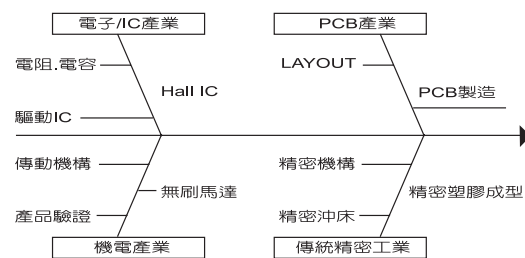 電子/IC產業
PCB產業
電阻.電容
LAYOUT
Hall IC
PCB製造
驅動IC
傳動機構
精密機構
無刷馬達
精密塑膠成型
產品驗證
精密沖床
機電產業
傳統精密工業